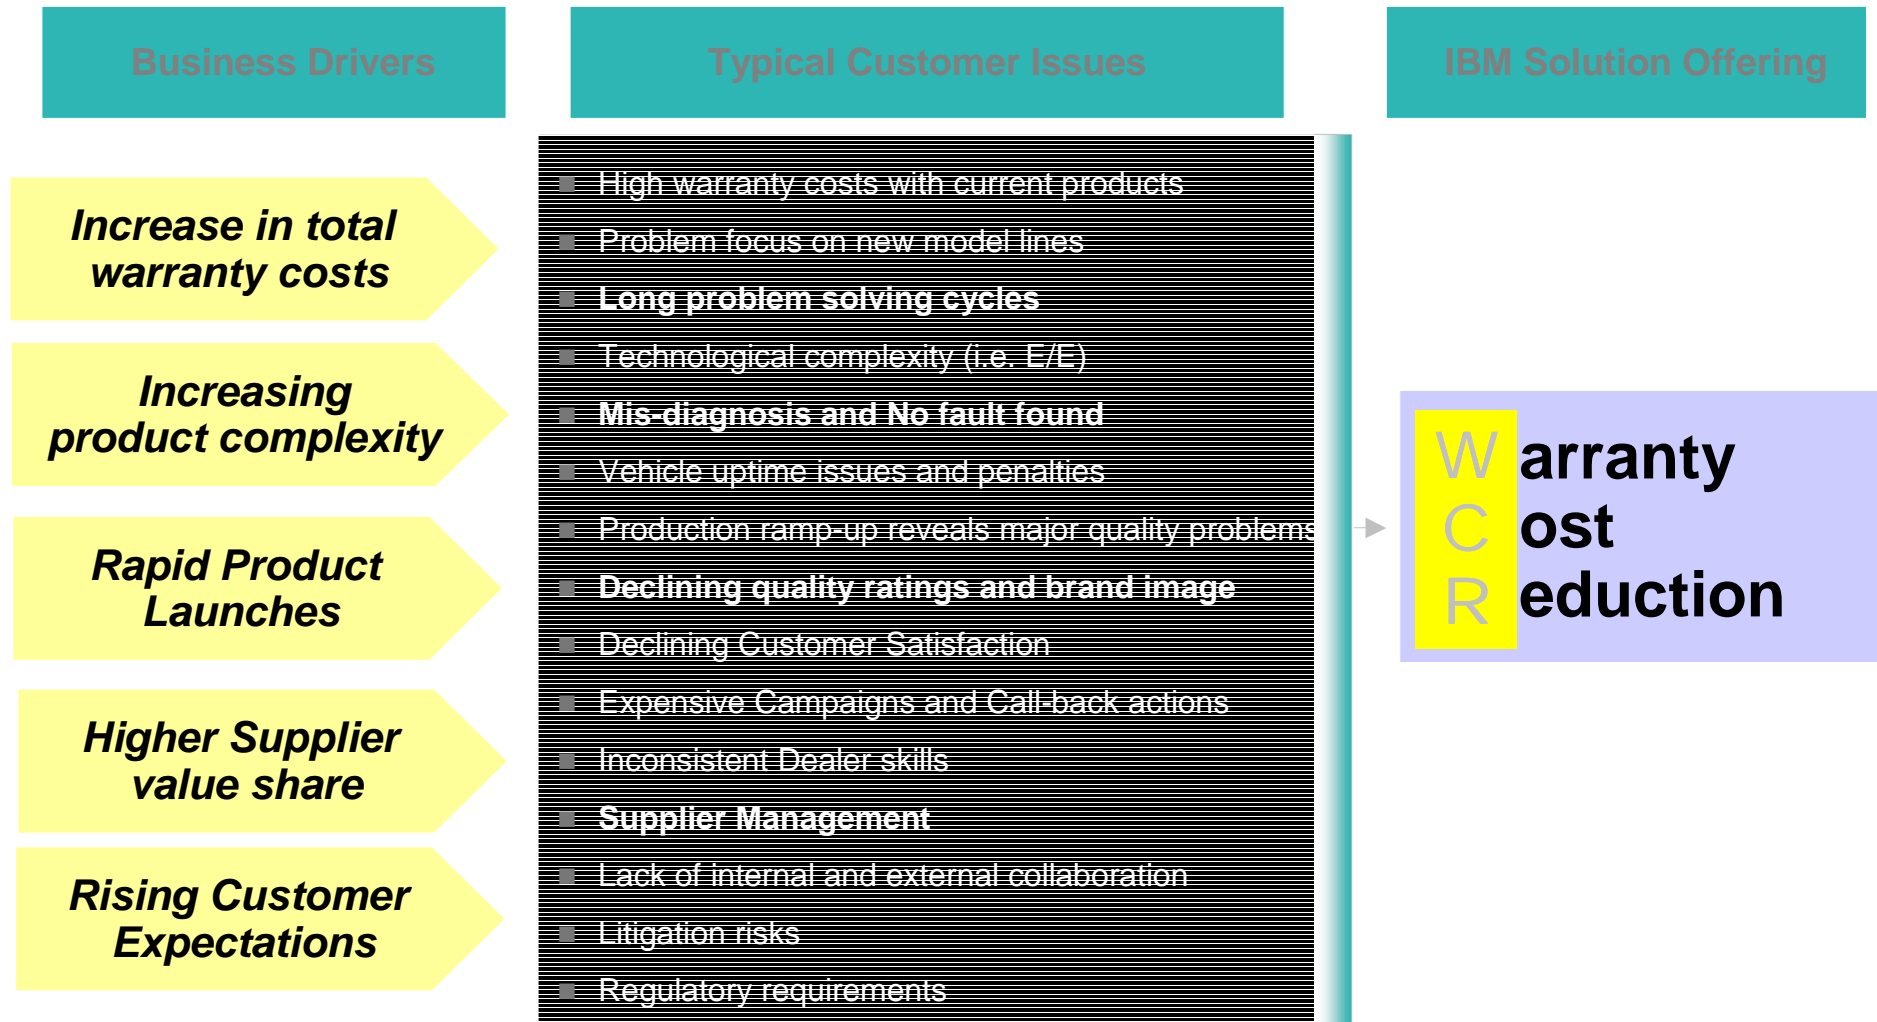 Business Drivers
Typical Customer Issues
IBM Solution Offering
Increase in total
warranty costs
Increasing
product complexity
Rapid Product
Launches
Higher Supplier
value share
Rising Customer
Expectations
High warranty costs with current products
Problem focus on new model lines
Long problem solving cycles
Technological complexity (i.e. E/E)
Mis-diagnosis and No fault found
Vehicle uptime issues and penalties
Production ramp-up reveals major quality problems
Declining quality ratings and brand image
Declining Customer Satisfaction
Expensive Campaigns and Call-back actions
Inconsistent Dealer skills
Supplier Management
Lack of internal and external collaboration
Litigation risks
Regulatory requirements
Warranty
Cost
Reduction